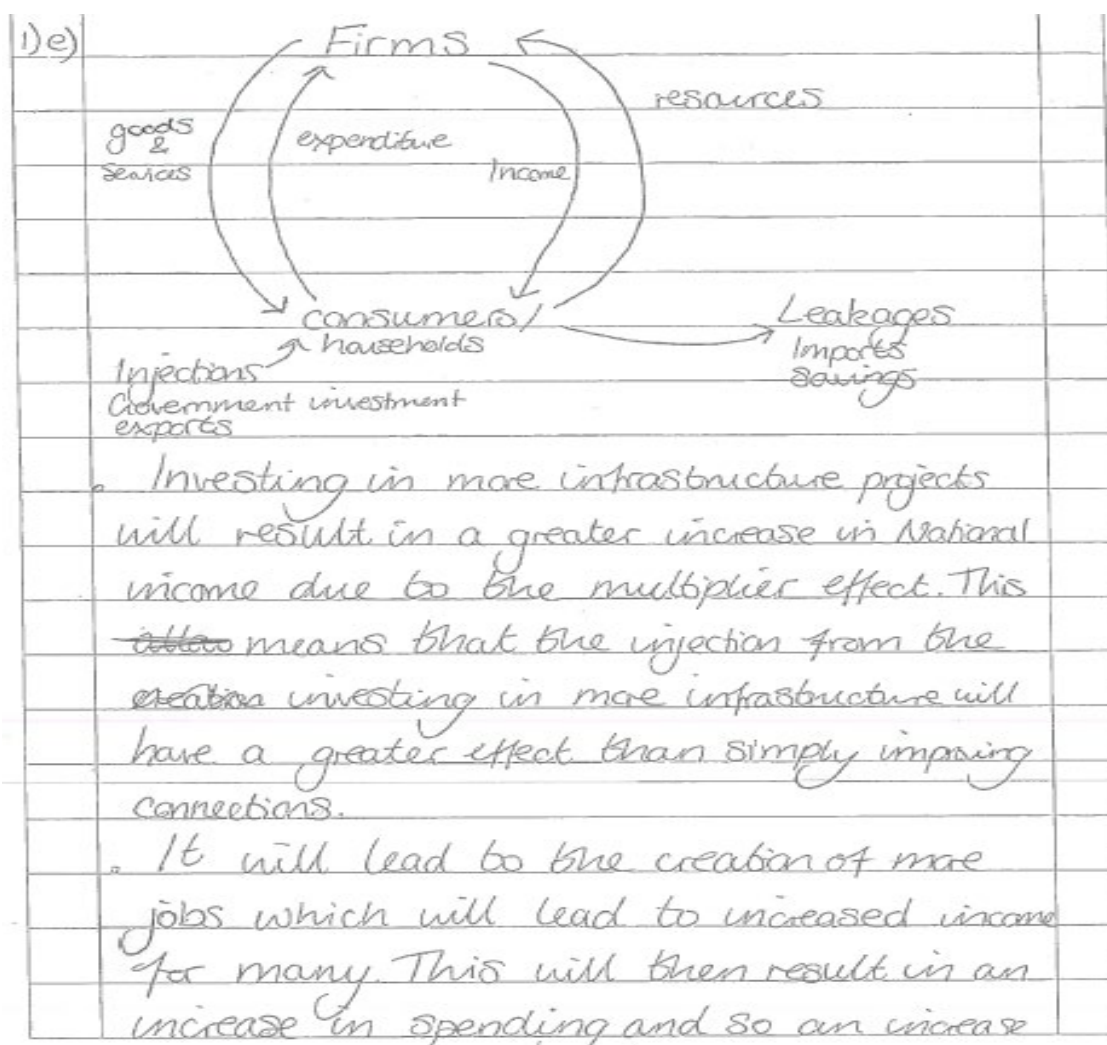 1)e)
Firms
resources
goods
&
services
expenditure
Income
consumers/
households
Leakages
Imports
Savings
Injections
Government investment
exports
. Investing in more infrastructure projects
will result in a greater increase in National
income due to the multiplier effect. This
means that the injection from the
creation investing in more infrastructure will
have a greater effect than simply improving
connections.
. It will lead to the creation of more
jobs which will lead to increased income
for many. This will then result in an
increase in spending and so an increase